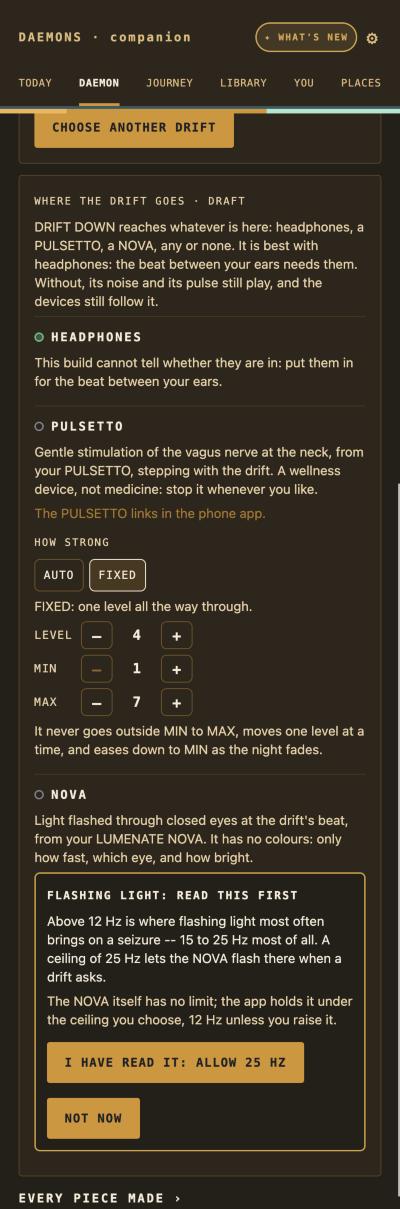 DAEMONS · companion
✦ WHAT'S NEW
TODAY
DAEMON
JOURNEY
LIBRARY
YOU
PLACES
CHOOSE ANOTHER DRIFT
WHERE THE DRIFT GOES · DRAFT
DRIFT DOWN reaches whatever is here: headphones, a
PULSETTO, a NOVA, any or none. It is best with
headphones: the beat between your ears needs them.
Without, its noise and its pulse still play, and the
devices still follow it.
HEADPHONES
This build cannot tell whether they are in: put them in
for the beat between your ears.
PULSETTO
Gentle stimulation of the vagus nerve at the neck, from
your PULSETTO, stepping with the drift. A wellness
device, not medicine: stop it whenever you like.
The PULSETTO links in the phone app.
HOW STRONG
AUTO
FIXED
FIXED: one level all the way through.
LEVEL – 4 +
MIN – 1 +
MAX – 7 +
It never goes outside MIN to MAX, moves one level at a
time, and eases down to MIN as the night fades.
NOVA
Light flashed through closed eyes at the drift's beat,
from your LUMENATE NOVA. It has no colours: only
how fast, which eye, and how bright.
FLASHING LIGHT: READ THIS FIRST
Above 12 Hz is where flashing light most often
brings on a seizure -- 15 to 25 Hz most of all. A
ceiling of 25 Hz lets the NOVA flash there when a
drift asks.
The NOVA itself has no limit; the app holds it under
the ceiling you choose, 12 Hz unless you raise it.
I HAVE READ IT: ALLOW 25 HZ
NOT NOW
EVERY PIECE MADE ›